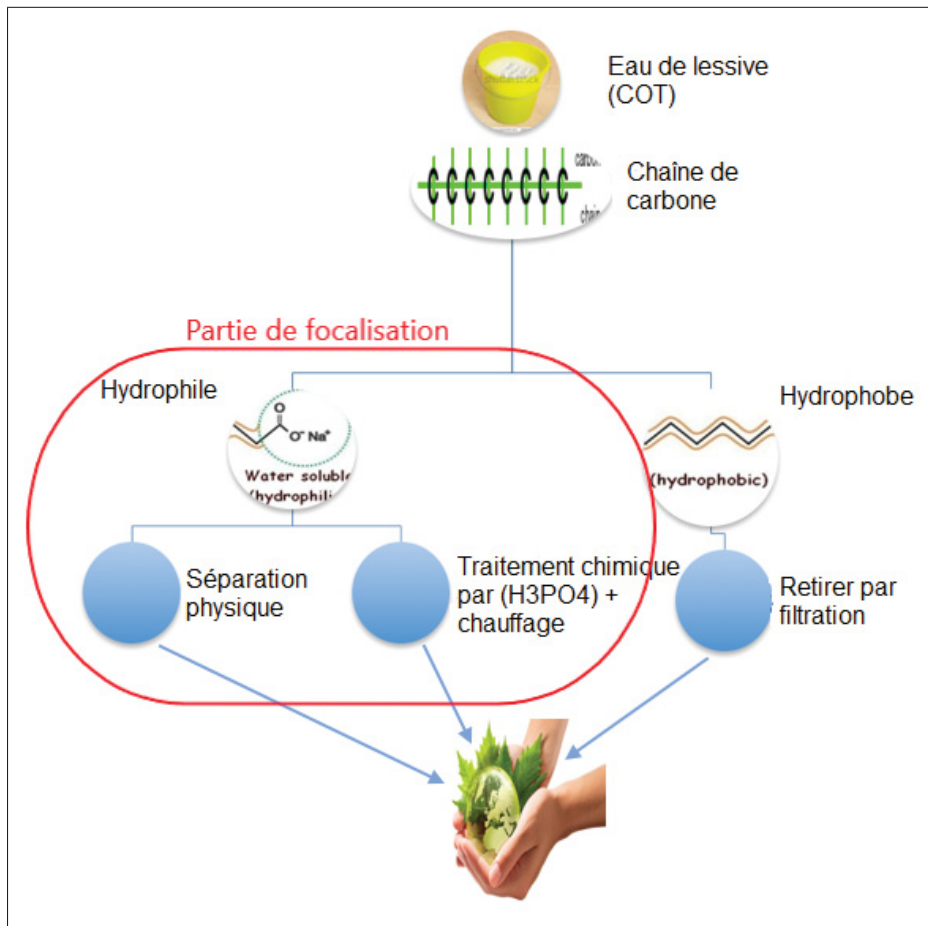 Eau de lessive
(COT)
Chaîne de
carbone
Partie de focalisation
Hydrophile
Hydrophobe
O
O⁻ Na⁺
Water soluble
(hydrophili
(hydrophobic)
Séparation
physique
Traitement chimique
par (H3PO4) +
chauffage
Retirer par
filtration
C C C C C C C C